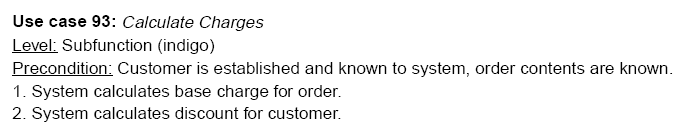 Use case 93: Calculate Charges
Level: Subfunction (indigo)
Precondition: Customer is established and known to system, order contents are known.
1. System calculates base charge for order.
2. System calculates discount for customer.